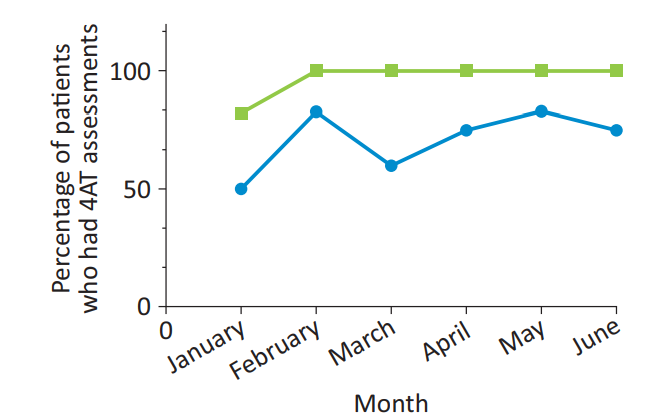 Percentage of patients
who had 4AT assessments
100
50
0
0
January
February
March
April
May
June
Month